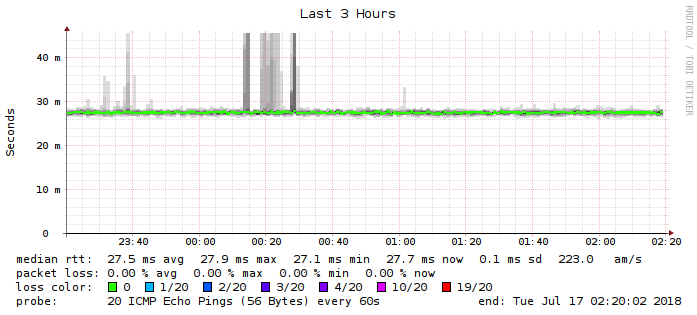 Last 3 Hours
RRDTOOL / TOBI OETIKER
Seconds
40 m
30 m
20 m
10 m
0
23:40 00:00 00:20 00:40 01:00 01:20 01:40 02:00 02:20
median rtt: 27.5 ms avg 27.9 ms max 27.1 ms min 27.7 ms now 0.1 ms sd 223.0 am/s
packet loss: 0.00 % avg 0.00 % max 0.00 % min 0.00 % now
loss color: 0 1/20 2/20 3/20 4/20 10/20 19/20
probe: 20 ICMP Echo Pings (56 Bytes) every 60s end: Tue Jul 17 02:20:02 2018